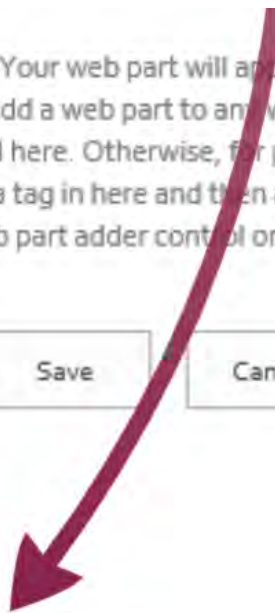 Your web part will
dd a web part to any
here. Otherwise, for
a tag in here and then
part adder control or
Save